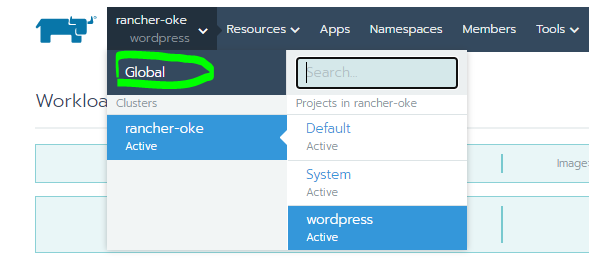 rancher-oke
wordpress
Resources
Apps
Namespaces
Members
Tools
Global
Search...
Clusters
Projects in rancher-oke
rancher-oke
Active
Default
Active
System
Active
wordpress
Active
Workloa
Image